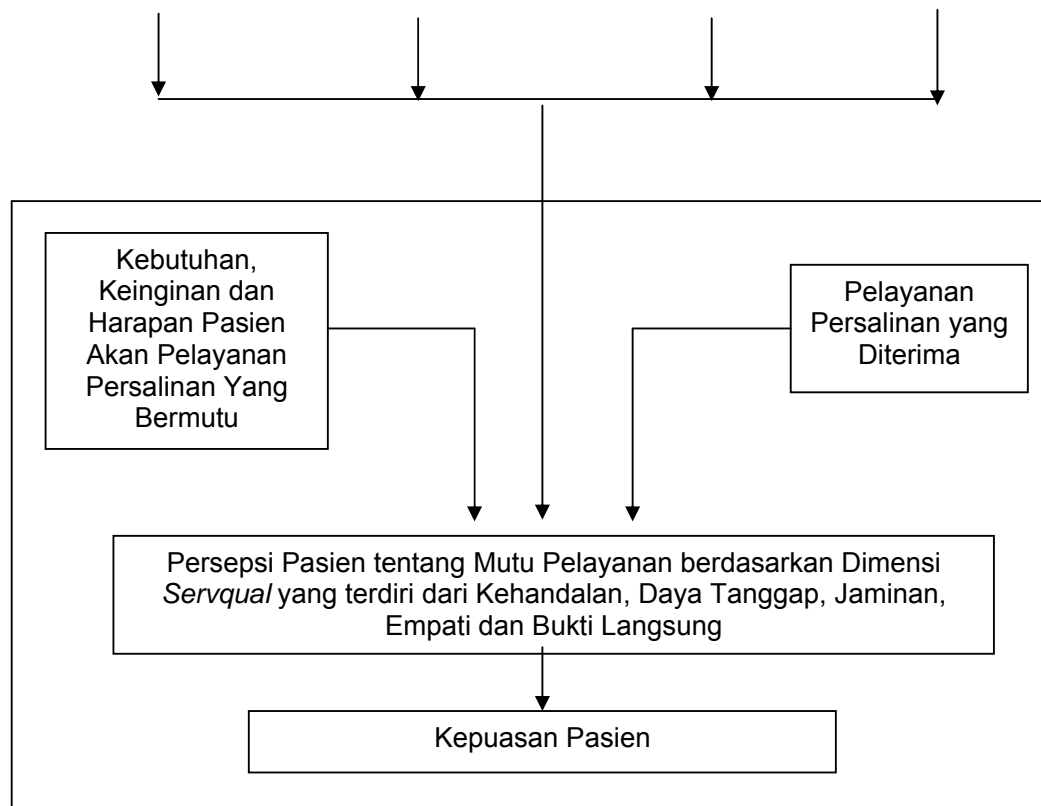 Kebutuhan,
Keinginan dan
Harapan Pasien
Akan Pelayanan
Persalinan Yang
Bermutu
Pelayanan
Persalinan yang
Diterima
Persepsi Pasien tentang Mutu Pelayanan berdasarkan Dimensi
Servqual yang terdiri dari Kehandalan, Daya Tanggap, Jaminan,
Empati dan Bukti Langsung
Kepuasan Pasien